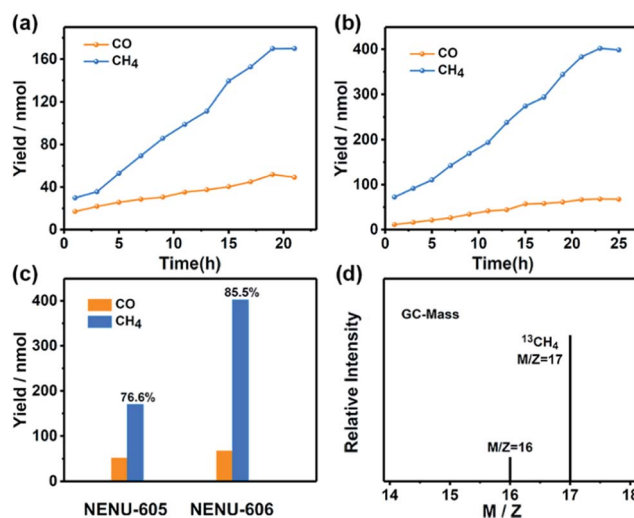 (a)
CO
CH4
Yield / nmol
160
120
80
40
0
0 5 10 15 20
Time(h)
(b)
CO
CH4
Yield / nmol
400
300
200
100
0
0 5 10 15 20 25
Time(h)
(c)
CO
CH4
Yield / nmol
400
300
200
100
0
76.6%
85.5%
NENU-605 NENU-606
(d)
GC-Mass
13CH4
M/Z=17
M/Z=16
Relative Intensity
14 15 16 17 18
M / Z